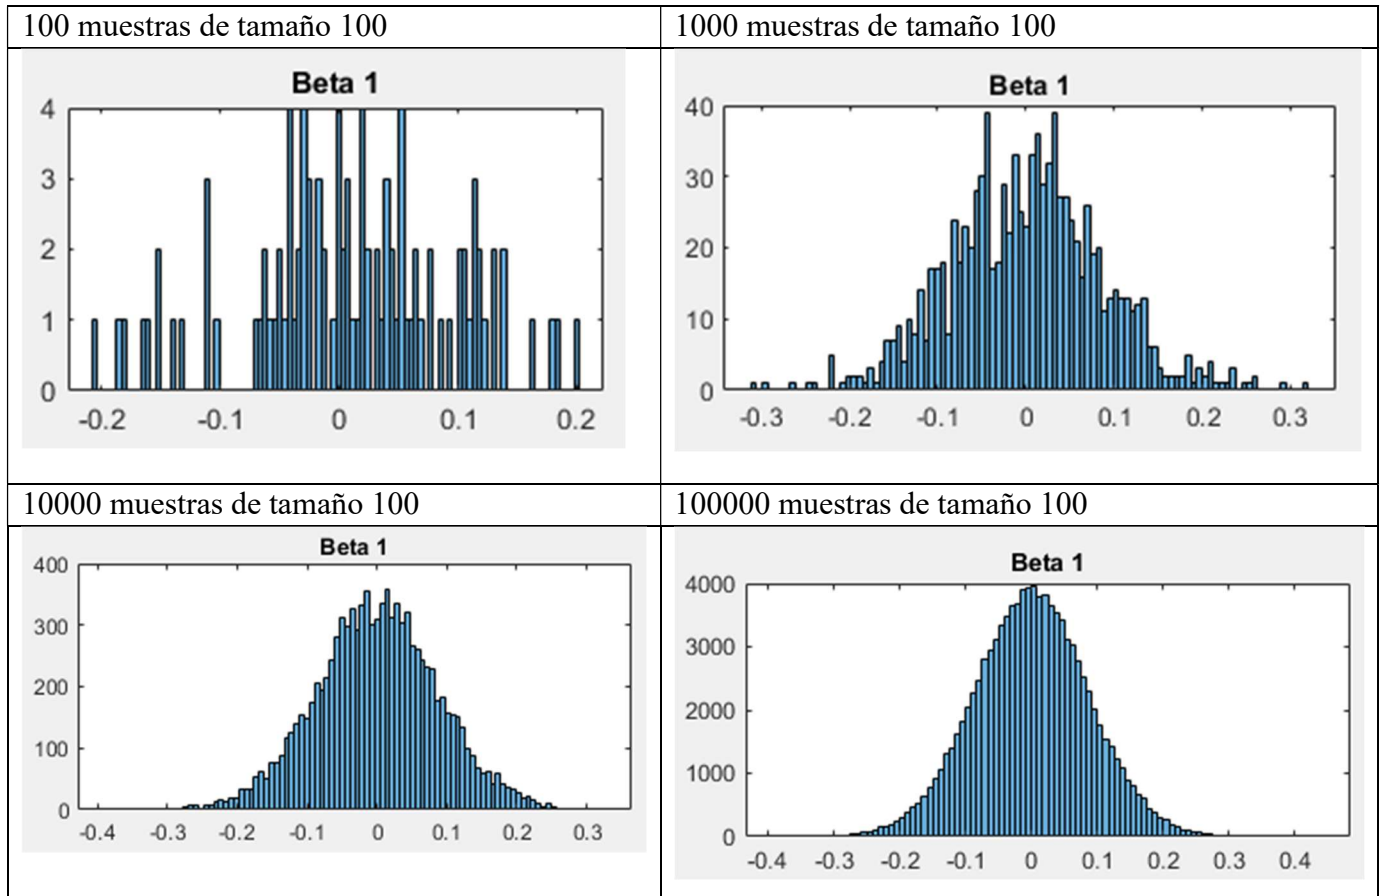 100 muestras de tamaño 100
Beta 1
4
3
2
1
0
-0.2 -0.1 0 0.1 0.2
1000 muestras de tamaño 100
Beta 1
40
30
20
10
0
-0.3 -0.2 -0.1 0 0.1 0.2 0.3
10000 muestras de tamaño 100
Beta 1
400
300
200
100
0
-0.4 -0.3 -0.2 -0.1 0 0.1 0.2 0.3
100000 muestras de tamaño 100
Beta 1
4000
3000
2000
1000
0
-0.4 -0.3 -0.2 -0.1 0 0.1 0.2 0.3 0.4